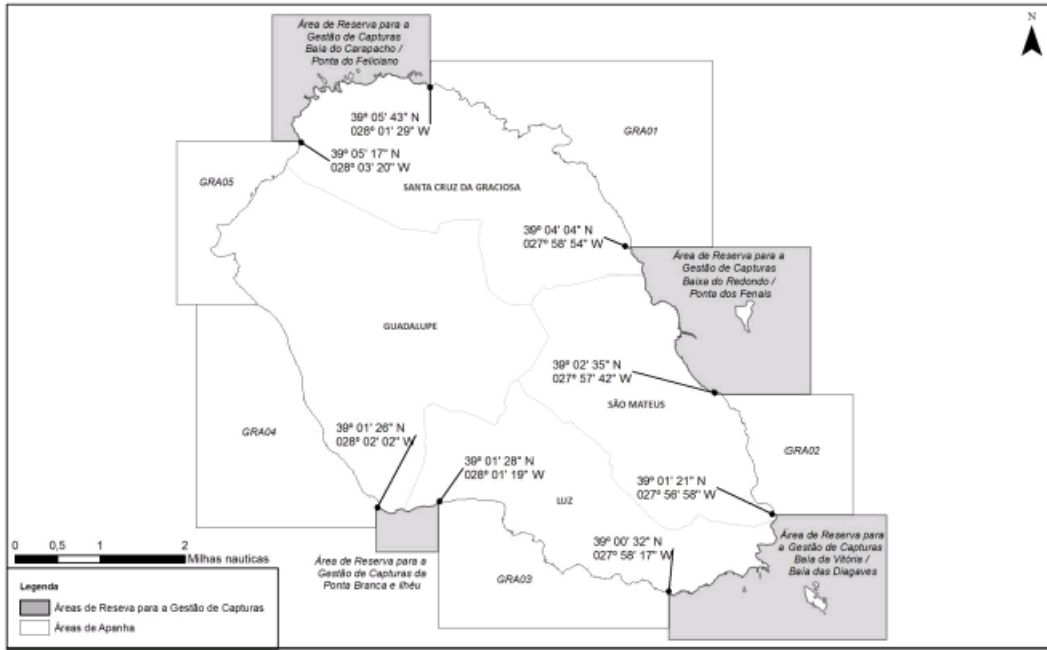 Área de Reserva para a
Gestão de Capturas
Baía do Carapacho /
Ponta do Feliciano
N
39º 05' 43" N
028º 01' 29" W
GRA01
39º 05' 17" N
028º 03' 20" W
GRA05
SANTA CRUZ DA GRACIOSA
39º 04' 04" N
027º 58' 54" W
Área de Reserva para a
Gestão de Capturas
Baixa do Redondo /
Ponta dos Fenais
GUADALUPE
39º 02' 35" N
027º 57' 42" W
SÃO MATEUS
GRA04
39º 01' 26" N
028º 02' 02" W
GRA02
39º 01' 28" N
028º 01' 19" W
39º 01' 21" N
027º 56' 58" W
LUZ
Área de Reserva para
a Gestão de Capturas
Baía da Vitória /
Baía das Diagaves
39º 00' 32" N
027º 58' 17" W
0 0,5 1 2
Milhas nauticas
Área de Reserva para a
Gestão de Capturas da
Ponta Branca e ilhéu
GRA03
Legenda
Áreas de Reseva para a Gestão de Capturas
Áreas de Apanha